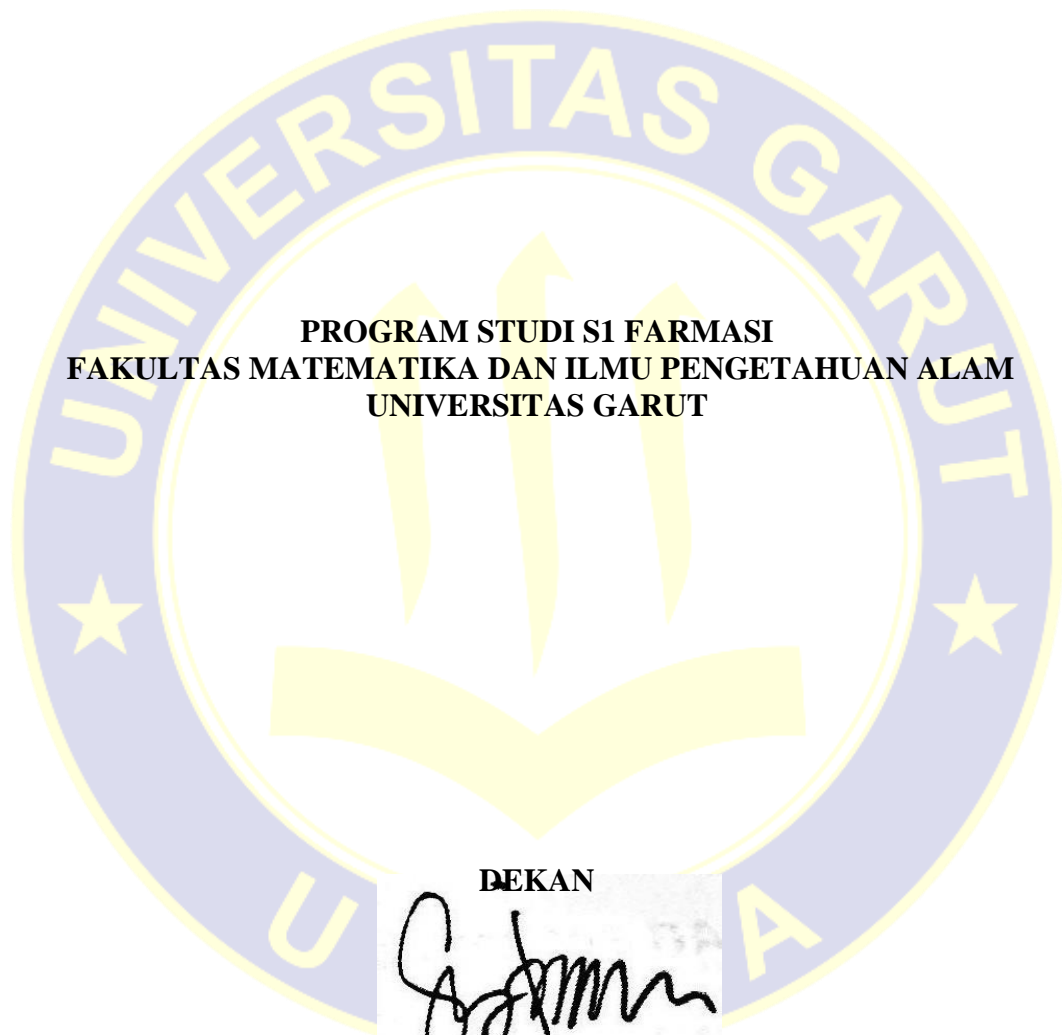 UNIVERSITAS GARUT
PROGRAM STUDI S1 FARMASI
FAKULTAS MATEMATIKA DAN ILMU PENGETAHUAN ALAM
UNIVERSITAS GARUT
DEKAN
U A